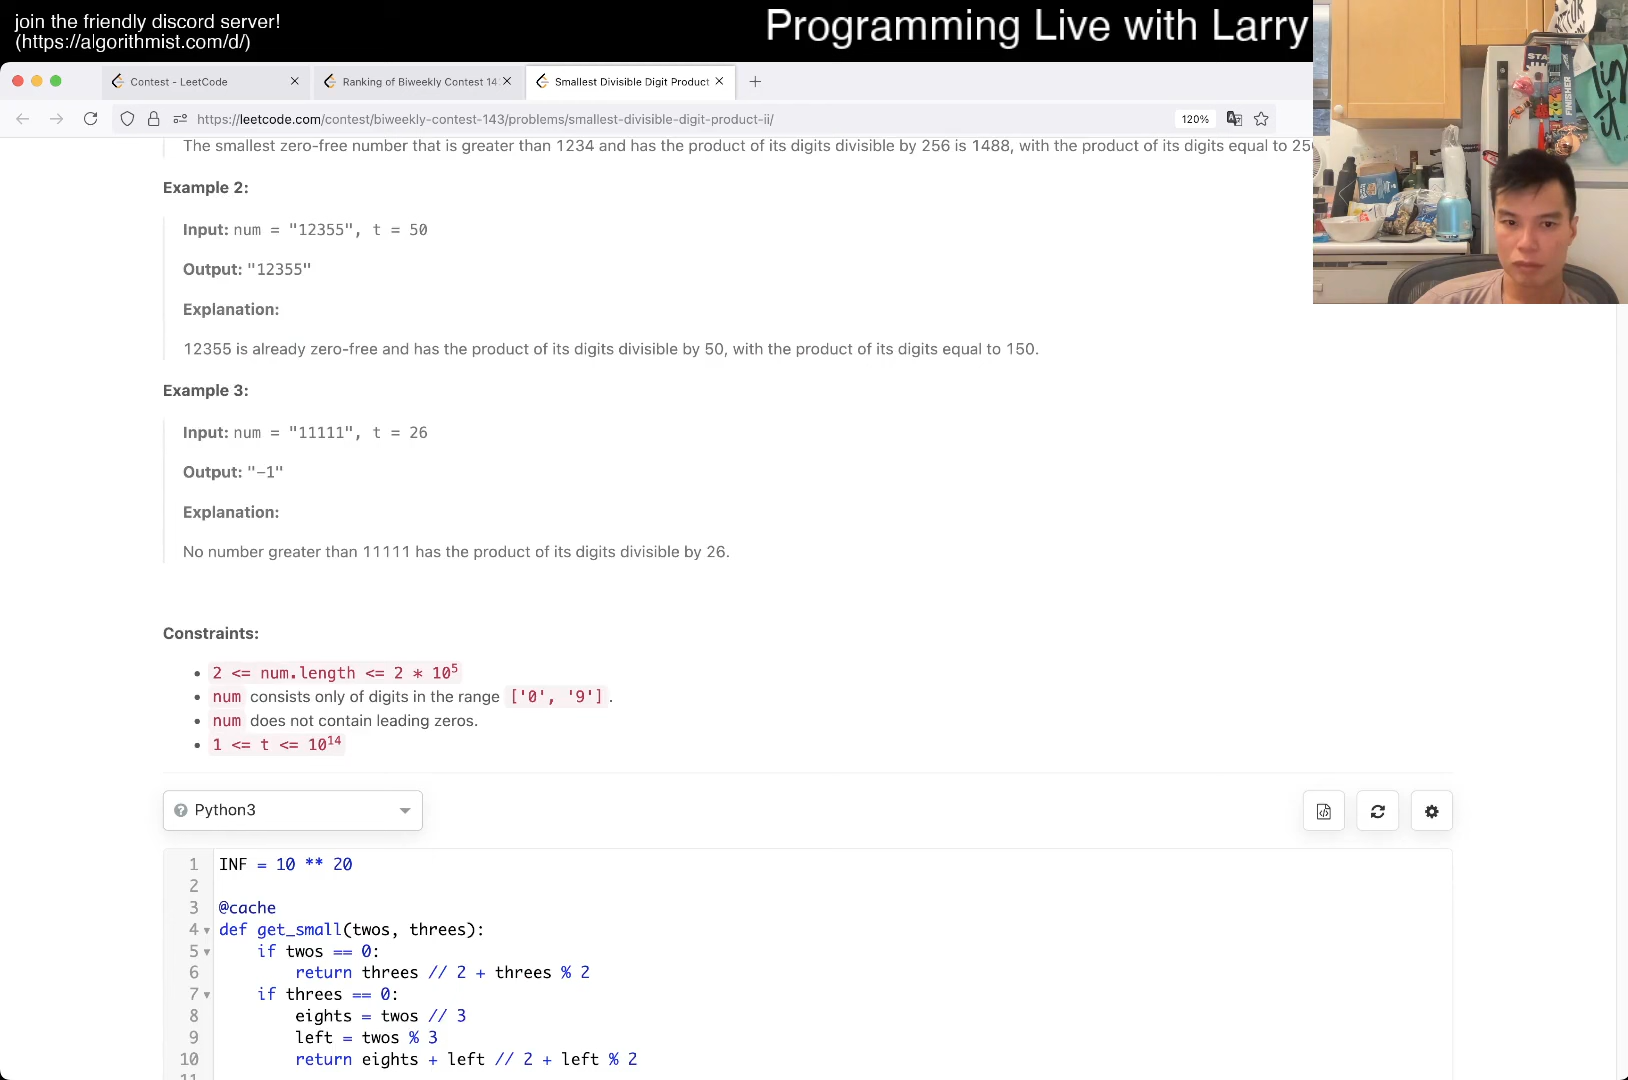 join the friendly discord server!
(https://algorithmist.com/d/)
Programming Live with Larry
Contest - LeetCode
Ranking of Biweekly Contest 14
Smallest Divisible Digit Product
https://leetcode.com/contest/biweekly-contest-143/problems/smallest-divisible-digit-product-ii/
120%
The smallest zero-free number that is greater than 1234 and has the product of its digits divisible by 256 is 1488, with the product of its digits equal to 25
Example 2:
Input: num = "12355", t = 50
Output: "12355"
Explanation:
12355 is already zero-free and has the product of its digits divisible by 50, with the product of its digits equal to 150.
Example 3:
Input: num = "11111", t = 26
Output: "-1"
Explanation:
No number greater than 11111 has the product of its digits divisible by 26.
Constraints:
2 <= num.length <= 2 * 10⁵
num consists only of digits in the range ['0', '9'].
num does not contain leading zeros.
1 <= t <= 10¹⁴
Python3
1 INF = 10 ** 20
2
3 @cache
4 def get_small(twos, threes):
5 if twos == 0:
6 return threes // 2 + threes % 2
7 if threes == 0:
8 eights = twos // 3
9 left = twos % 3
10 return eights + left // 2 + left % 2